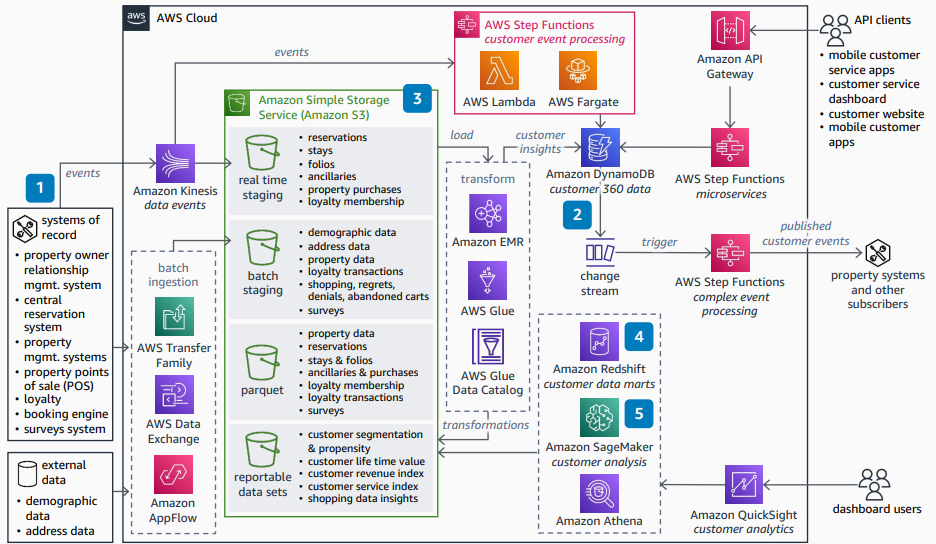 aws
AWS Cloud
AWS Step Functions
customer event processing
AWS Lambda
AWS Fargate
Amazon API
Gateway
API clients
• mobile customer
service apps
• customer service
dashboard
• customer website
• mobile customer
apps
events
1
events
Amazon Kinesis
data events
systems of
record
• property owner
relationship
mgmt. system
• central
reservation
system
• property
mgmt. systems
• property points
of sale (POS)
• loyalty
• booking engine
• surveys system
external
data
• demographic
data
• address data
batch
ingestion
AWS Transfer
Family
AWS Data
Exchange
Amazon
AppFlow
Amazon Simple Storage
Service (Amazon S3)
3
real time
staging
• reservations
• stays
• folios
• ancillaries
• property purchases
• loyalty membership
batch
staging
• demographic data
• address data
• property data
• loyalty transactions
• shopping, regrets,
denials, abandoned carts
• surveys
parquet
• property data
• reservations
• stays & folios
• ancillaries & purchases
• loyalty membership
• loyalty transactions
• surveys
reportable
data sets
• customer segmentation
& propensity
• customer life time value
• customer revenue index
• customer service index
• shopping data insights
load
transform
Amazon EMR
AWS Glue
AWS Glue
Data Catalog
transformations
customer
insights
Amazon DynamoDB
customer 360 data
AWS Step Functions
microservices
2
change
stream
trigger
AWS Step Functions
complex event
processing
published
customer events
property systems
and other
subscribers
4
Amazon Redshift
customer data marts
5
Amazon SageMaker
customer analysis
Amazon Athena
Amazon QuickSight
customer analytics
dashboard users